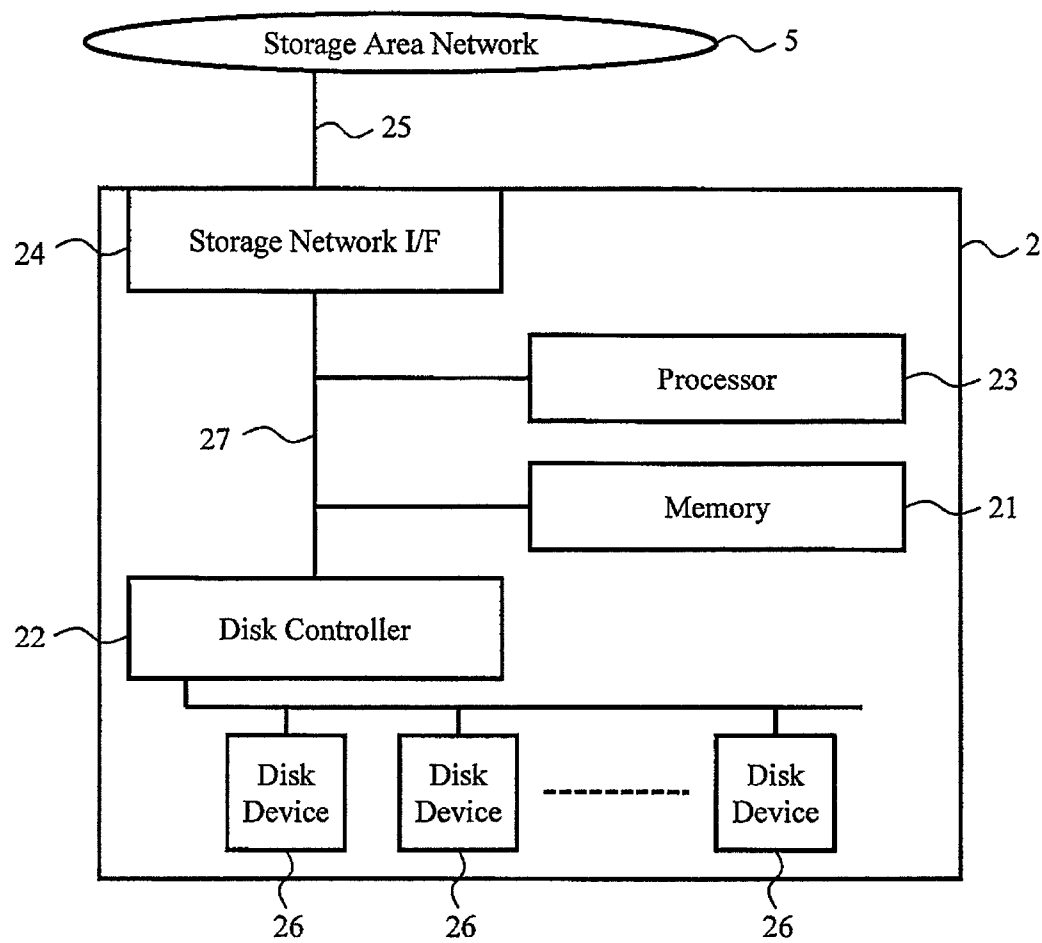 Storage Area Network
5
25
Storage Network I/F
24
2
Processor
23
27
Memory
21
Disk Controller
22
Disk
Device
Disk
Device
Disk
Device
26
26
26